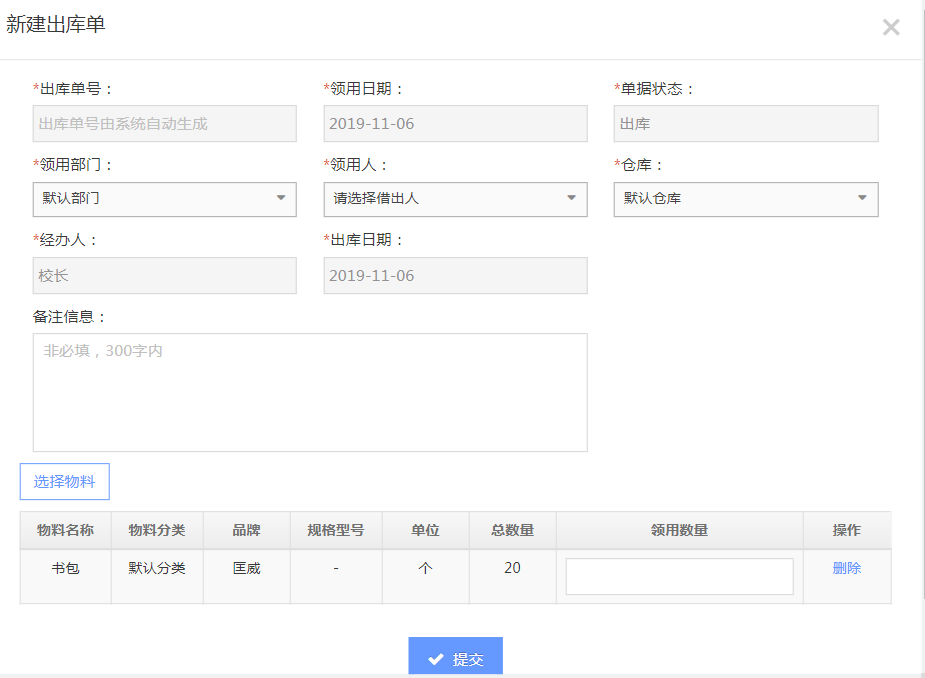 新建出库单
*出库单号： *领用日期： *单据状态：
出库单号由系统自动生成 2019-11-06 出库
*领用部门： *领用人： *仓库：
默认部门 请选择借出人 默认仓库
*经办人： *出库日期：
校长 2019-11-06
备注信息：
非必填，300字内
选择物料
物料名称 物料分类 品牌 规格型号 单位 总数量 领用数量 操作
书包 默认分类 匡威 - 个 20 删除
提交